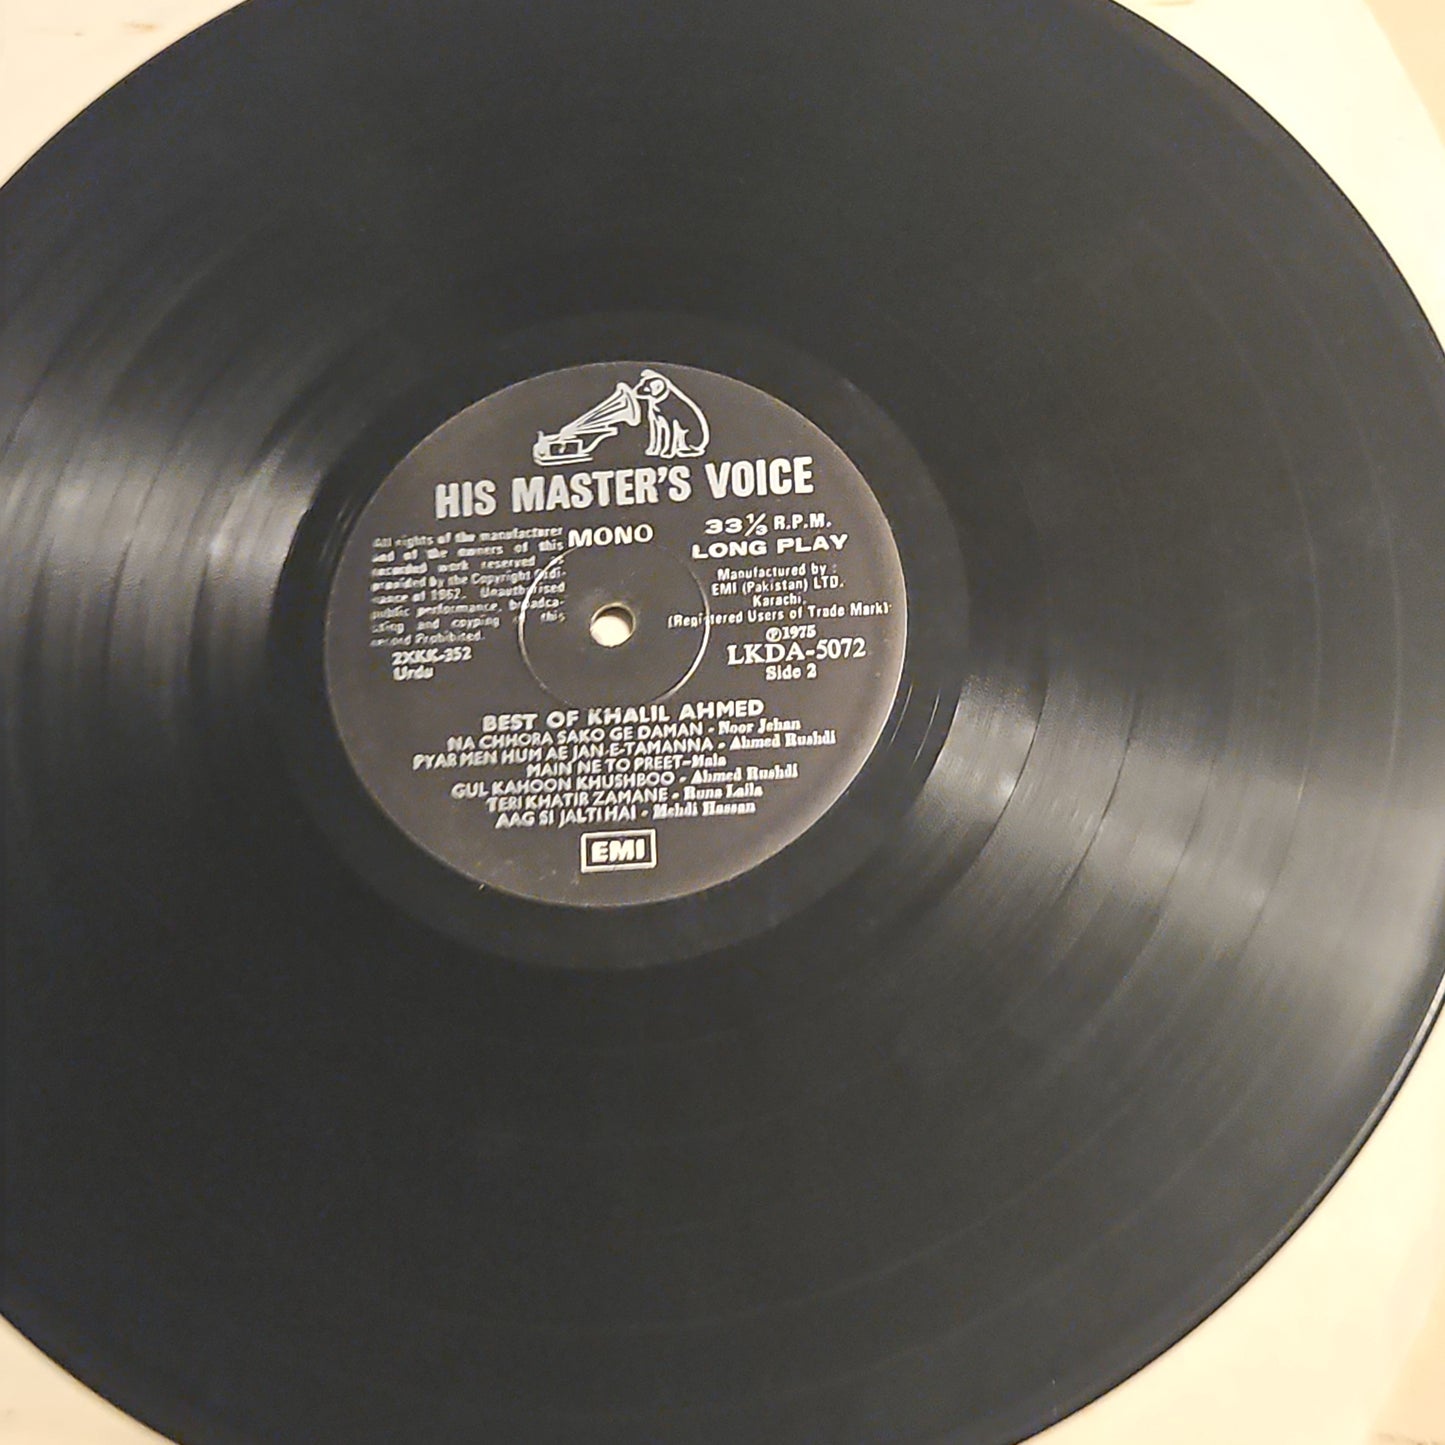 HIS MASTER'S VOICE
All rights of the manufacturer
and of the owners of this
recorded work reserved as
provided by the Copyright Ordi-
nance of 1962. Unauthorised
public performance, broadca-
sting and copying of this
record Prohibited.
2XKK-352
Urdu
MONO
33⅓ R.P.M.
LONG PLAY
Manufactured by :
EMI (Pakistan) LTD.
Karachi.
(Registered Users of Trade Mark)
℗1975
LKDA-5072
Side 2
BEST OF KHALIL AHMED
NA CHHORA SAKO GE DAMAN - Noor Jehan
PYAR MEN HUM AE JAN-E-TAMANNA - Ahmed Rushdi
MAIN NE TO PREET-Mala
GUL KAHOON KHUSHBOO - Ahmed Rushdi
TERI KHATIR ZAMANE - Runa Laila
AAG SI JALTI HAI - Mehdi Hassan
EMI